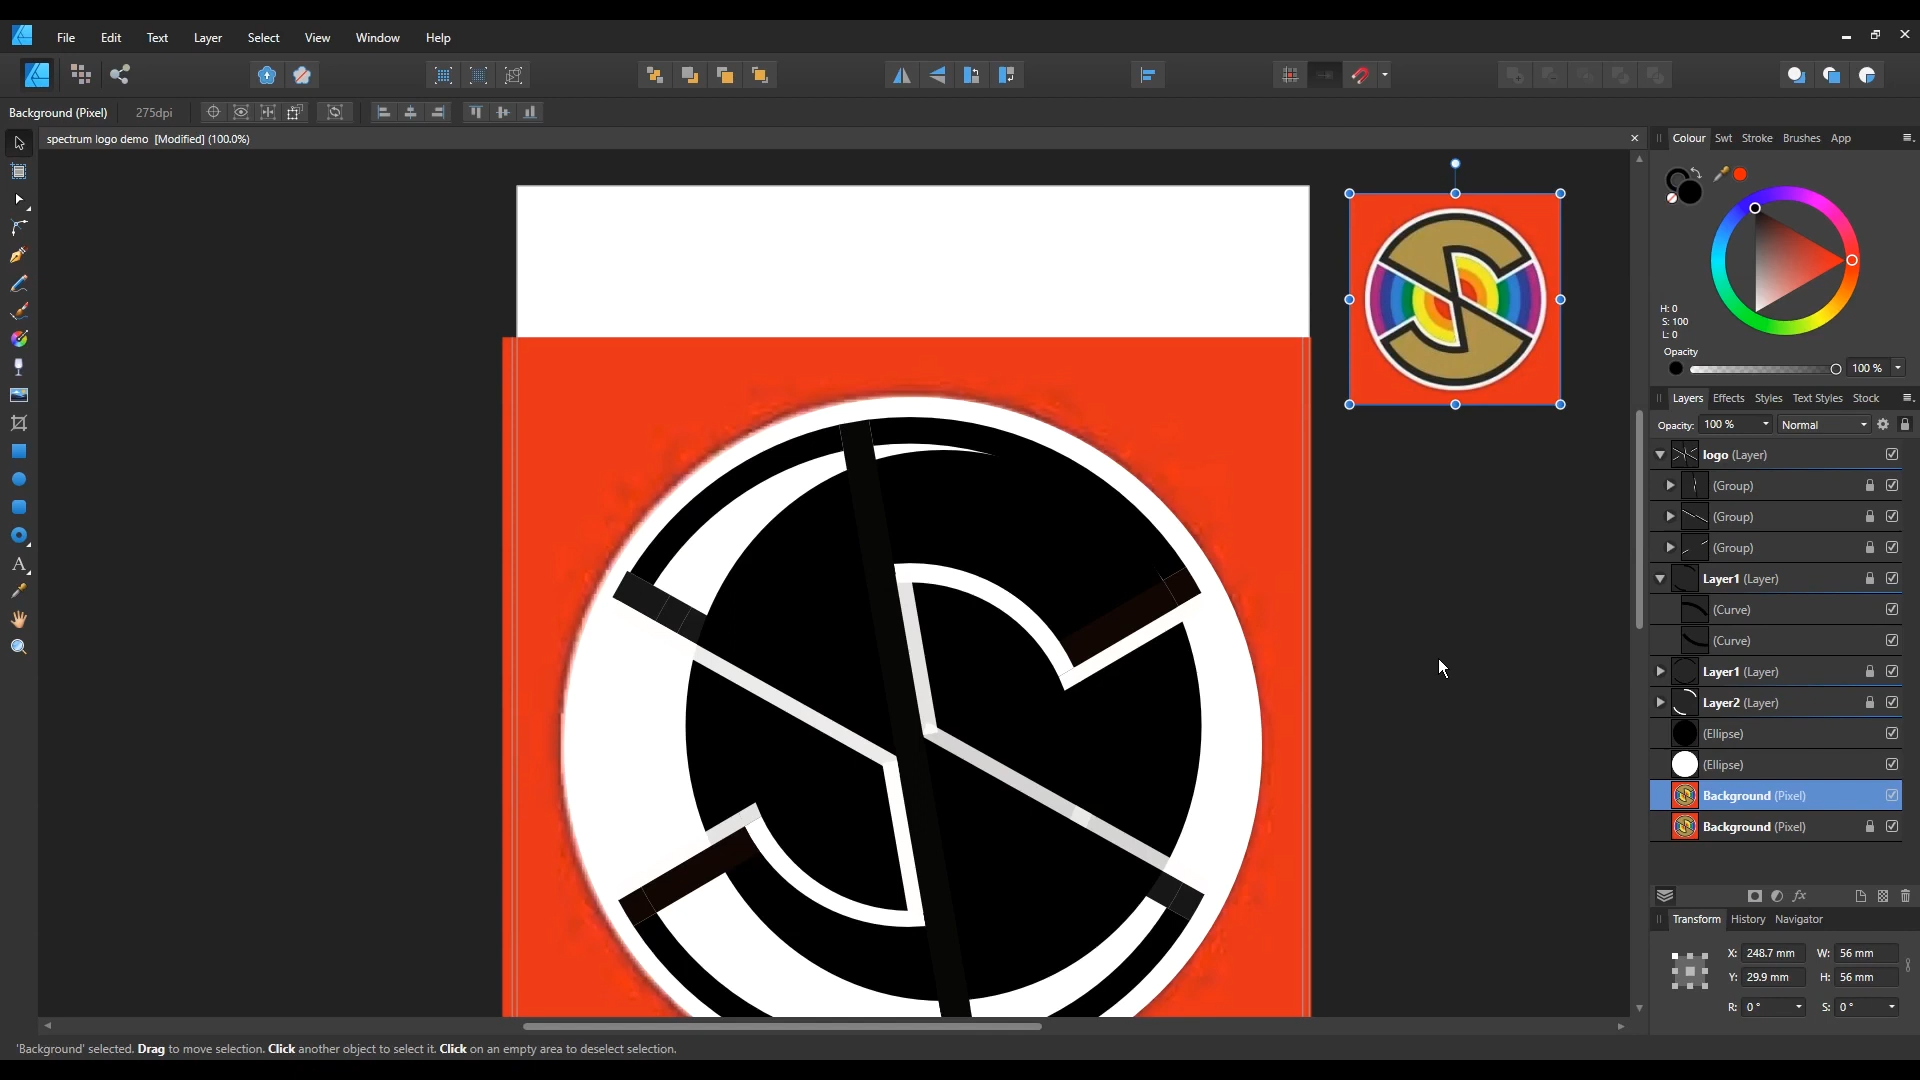 File Edit Text Layer Select View Window Help
Background (Pixel) 275dpi
spectrum logo demo [Modified] (100.0%)
Colour Swt Stroke Brushes App
H: 0
S: 100
L: 0
Opacity
100 %
Layers Effects Styles Text Styles Stock
Opacity: 100 % Normal
logo (Layer)
(Group)
(Group)
(Group)
Layer1 (Layer)
(Curve)
(Curve)
Layer1 (Layer)
Layer2 (Layer)
(Ellipse)
(Ellipse)
Background (Pixel)
Background (Pixel)
fx
Transform History Navigator
X: 248.7 mm W: 56 mm
Y: 29.9 mm H: 56 mm
R: 0 ° S: 0 °
'Background' selected. Drag to move selection. Click another object to select it. Click on an empty area to deselect selection.